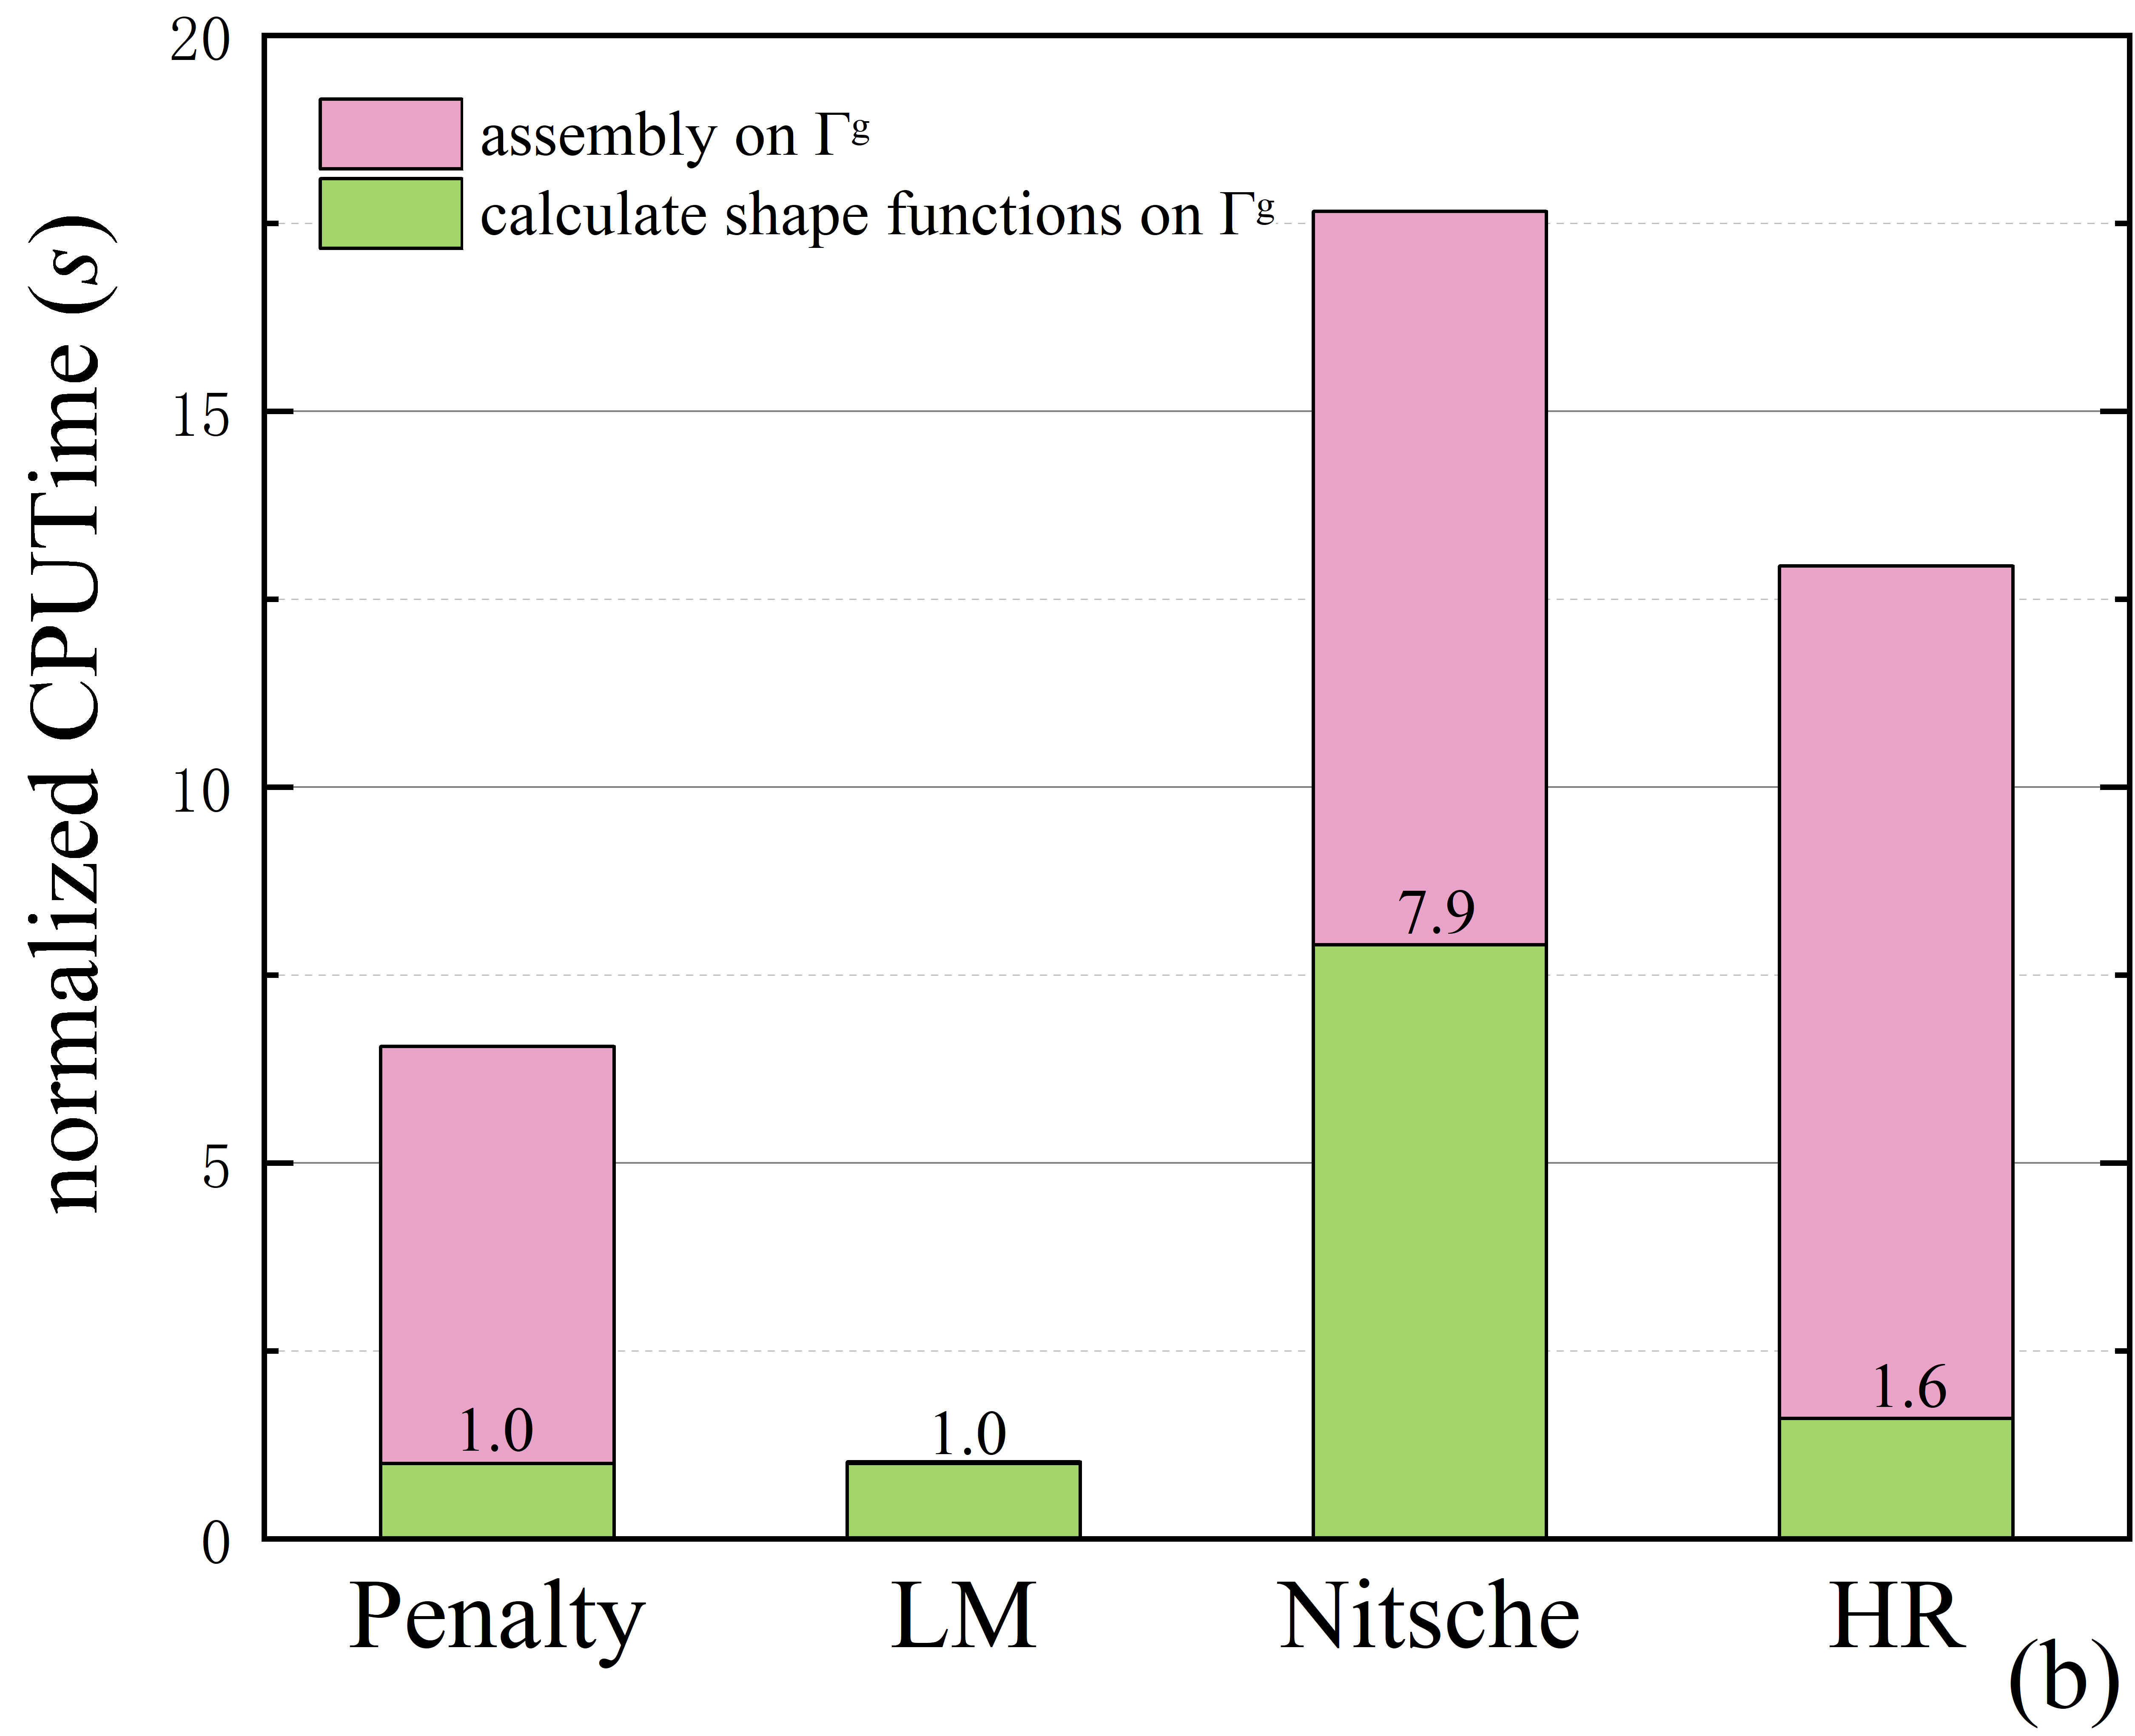 20
15
10
5
0
normalized CPUTime (s)
assembly on Γᵍ
calculate shape functions on Γᵍ
1.0
1.0
7.9
1.6
Penalty LM Nitsche HR
(b)